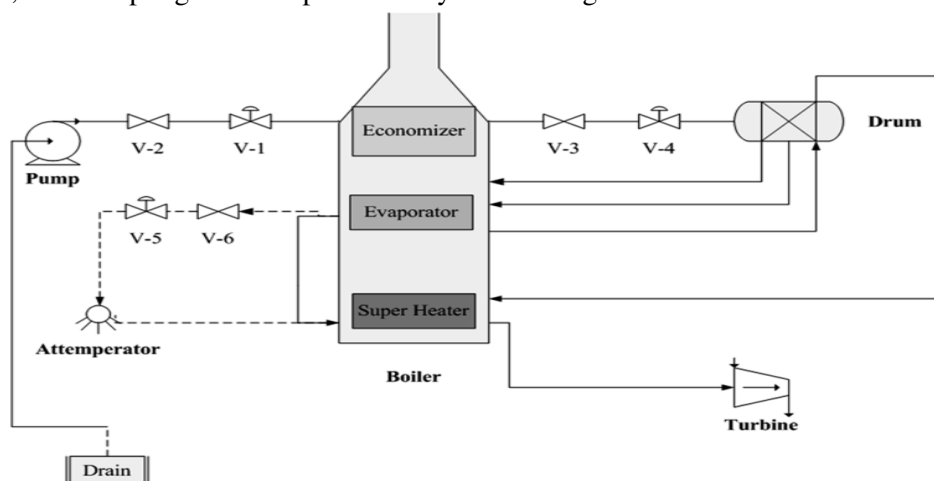 Economizer
Drum
V-2
V-1
V-3
V-4
Pump
Evaporator
V-5
V-6
Super Heater
Attemperator
Boiler
Turbine
Drain